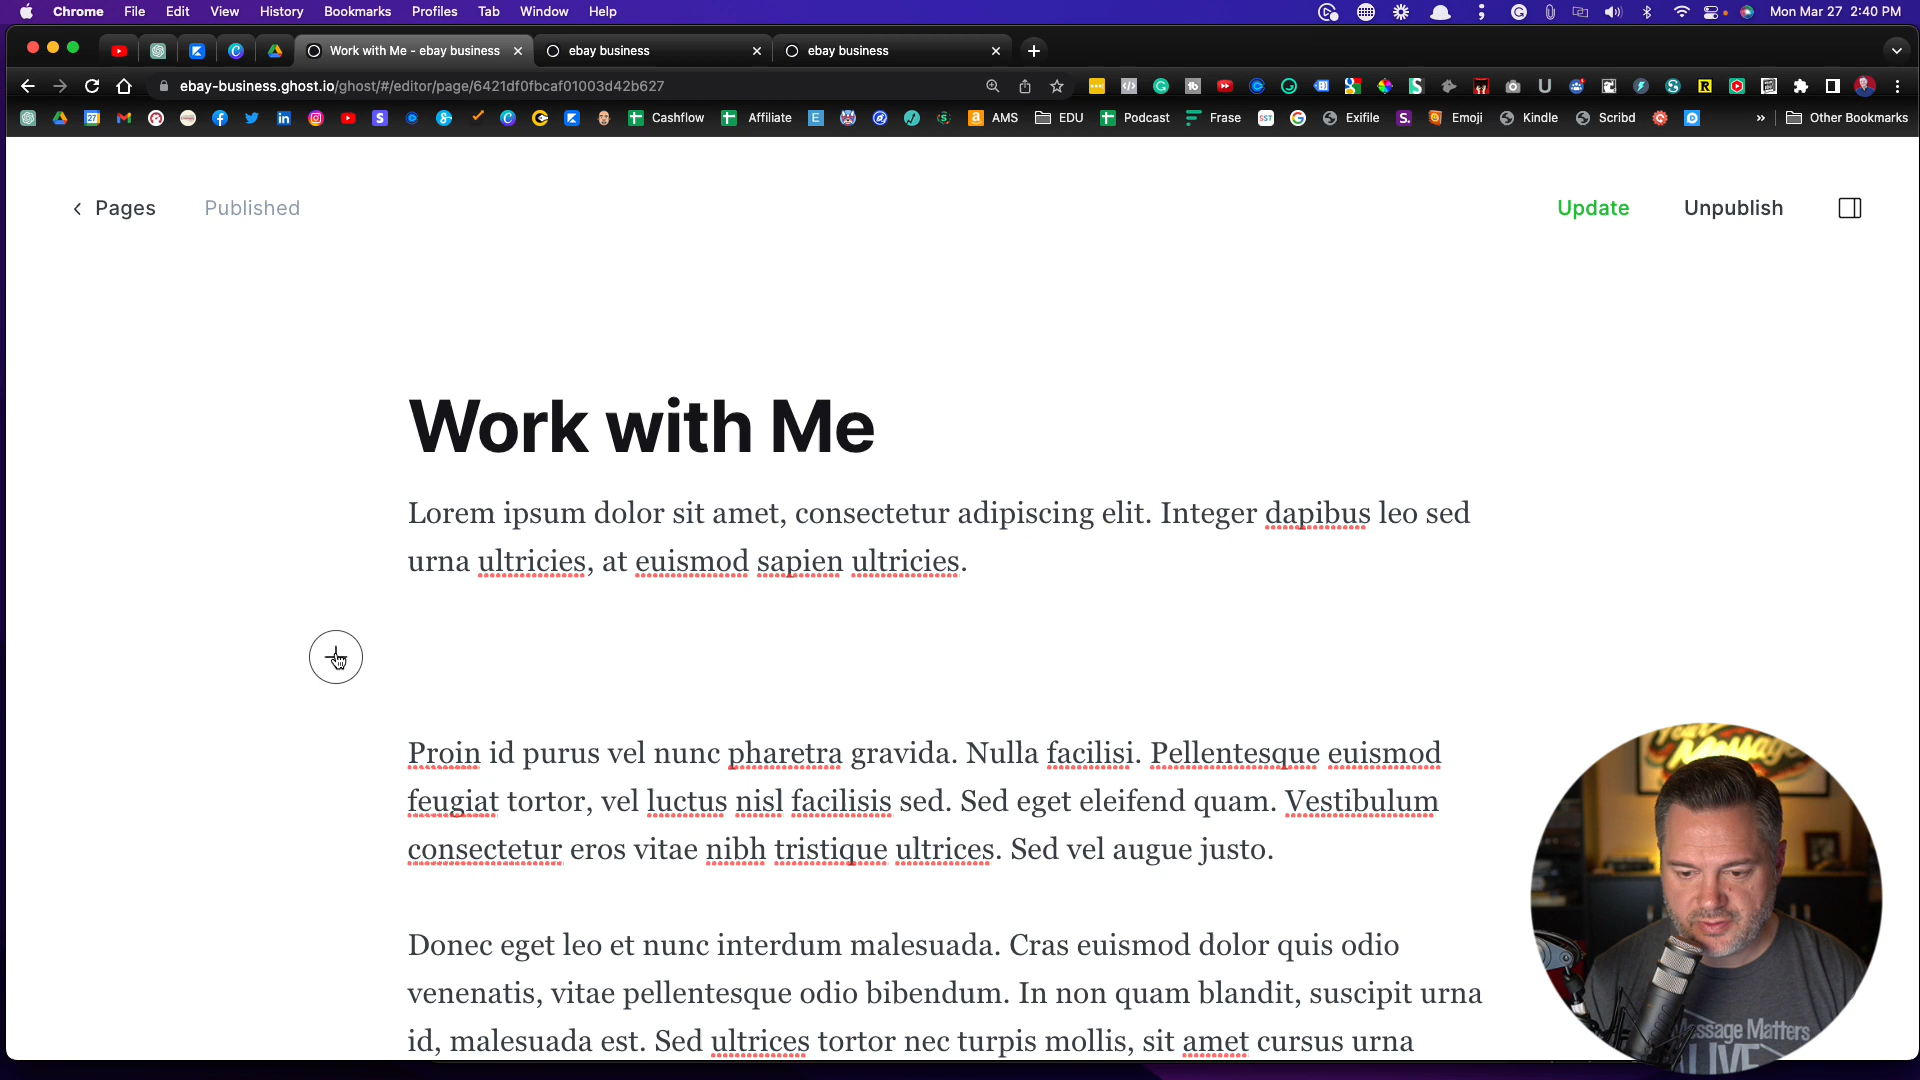 Chrome File Edit View History Bookmarks Profiles Tab Window Help Mon Mar 27 2:40 PM
Work with Me - ebay business ebay business ebay business
ebay-business.ghost.io/ghost/#/editor/page/6421df0fbcaf01003d42b627
Cashflow Affiliate AMS EDU Podcast Frase Exifile Emoji Kindle Scribd » Other Bookmarks
Pages Published Update Unpublish
Work with Me
Lorem ipsum dolor sit amet, consectetur adipiscing elit. Integer dapibus leo sed
urna ultricies, at euismod sapien ultricies.
Proin id purus vel nunc pharetra gravida. Nulla facilisi. Pellentesque euismod
feugiat tortor, vel luctus nisl facilisis sed. Sed eget eleifend quam. Vestibulum
consectetur eros vitae nibh tristique ultrices. Sed vel augue justo.
Donec eget leo et nunc interdum malesuada. Cras euismod dolor quis odio
venenatis, vitae pellentesque odio bibendum. In non quam blandit, suscipit urna
id, malesuada est. Sed ultrices tortor nec turpis mollis, sit amet cursus urna
Message
Matters
LIVE